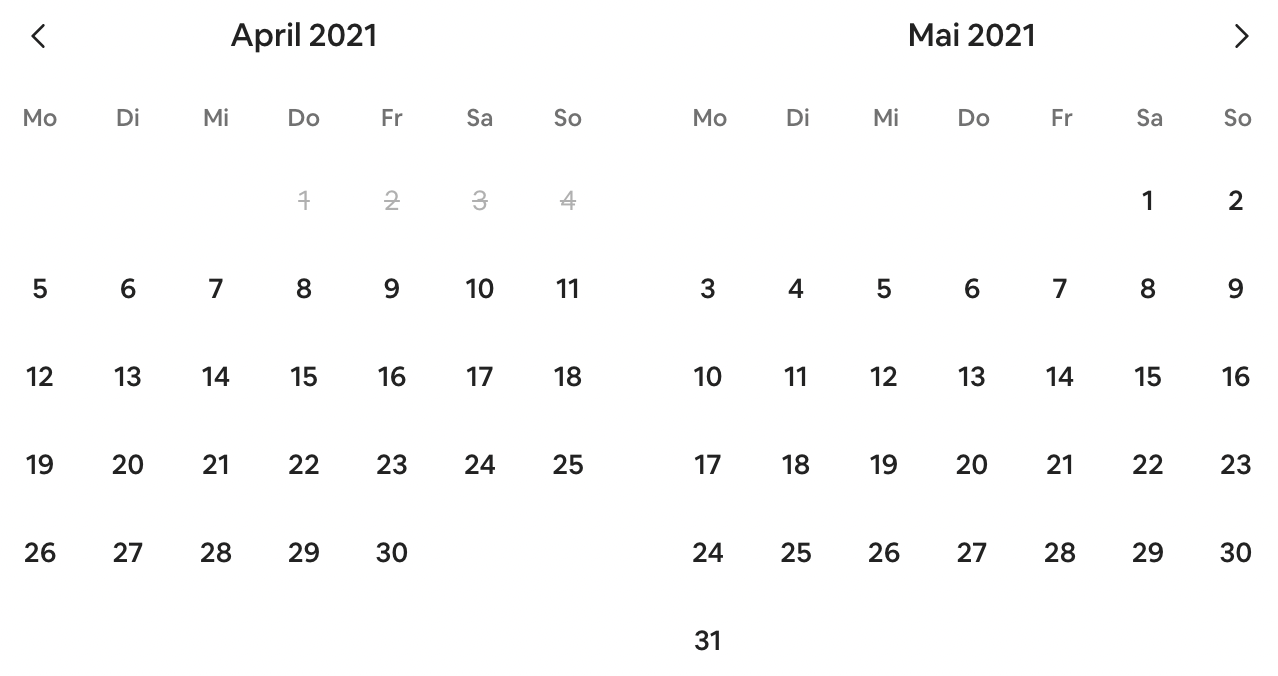 April 2021
Mo Di Mi Do Fr Sa So
1 2 3 4
5 6 7 8 9 10 11
12 13 14 15 16 17 18
19 20 21 22 23 24 25
26 27 28 29 30
Mai 2021
Mo Di Mi Do Fr Sa So
1 2
3 4 5 6 7 8 9
10 11 12 13 14 15 16
17 18 19 20 21 22 23
24 25 26 27 28 29 30
31